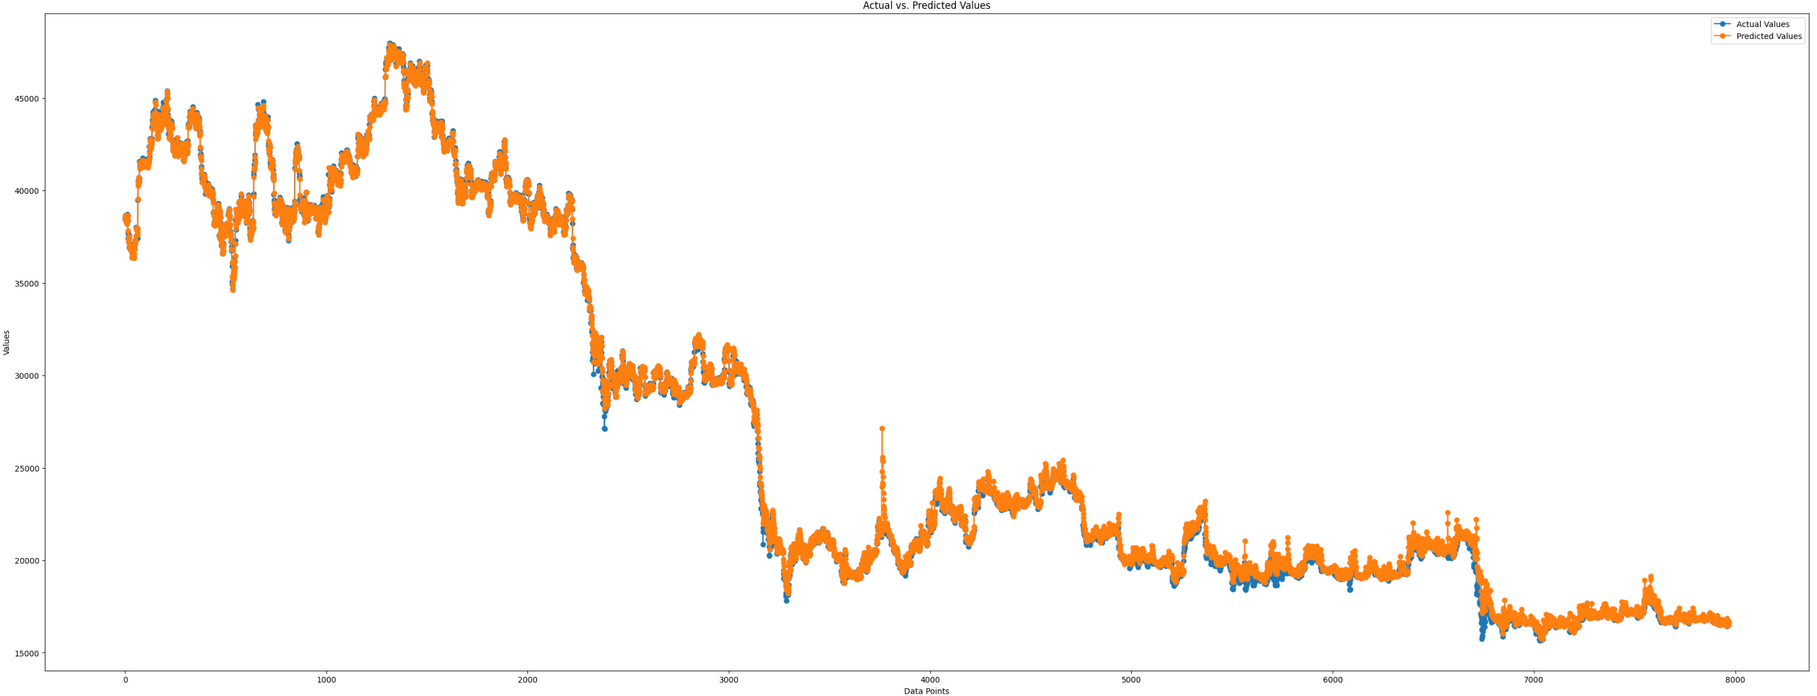 Actual vs. Predicted Values
Actual Values
Predicted Values
45000
40000
35000
30000
25000
20000
15000
Values
0 1000 2000 3000 4000 5000 6000 7000 8000
Data Points